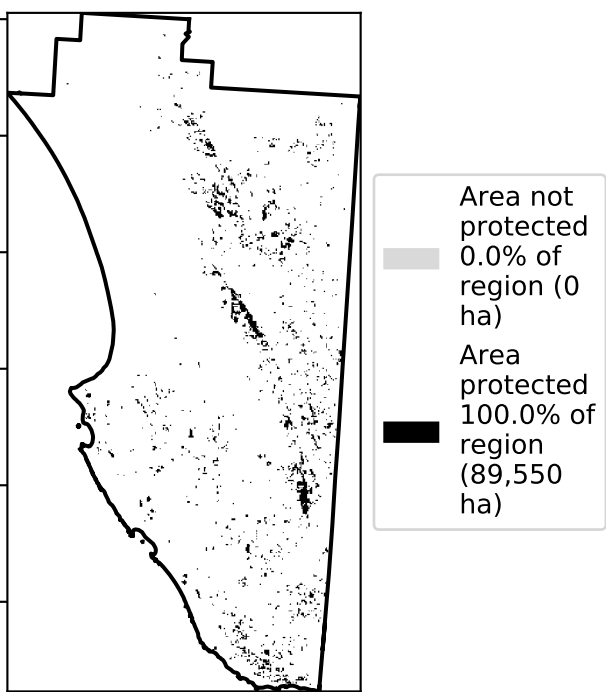 Area not
protected
0.0% of
region (0
ha)
Area
protected
100.0% of
region
(89,550
ha)